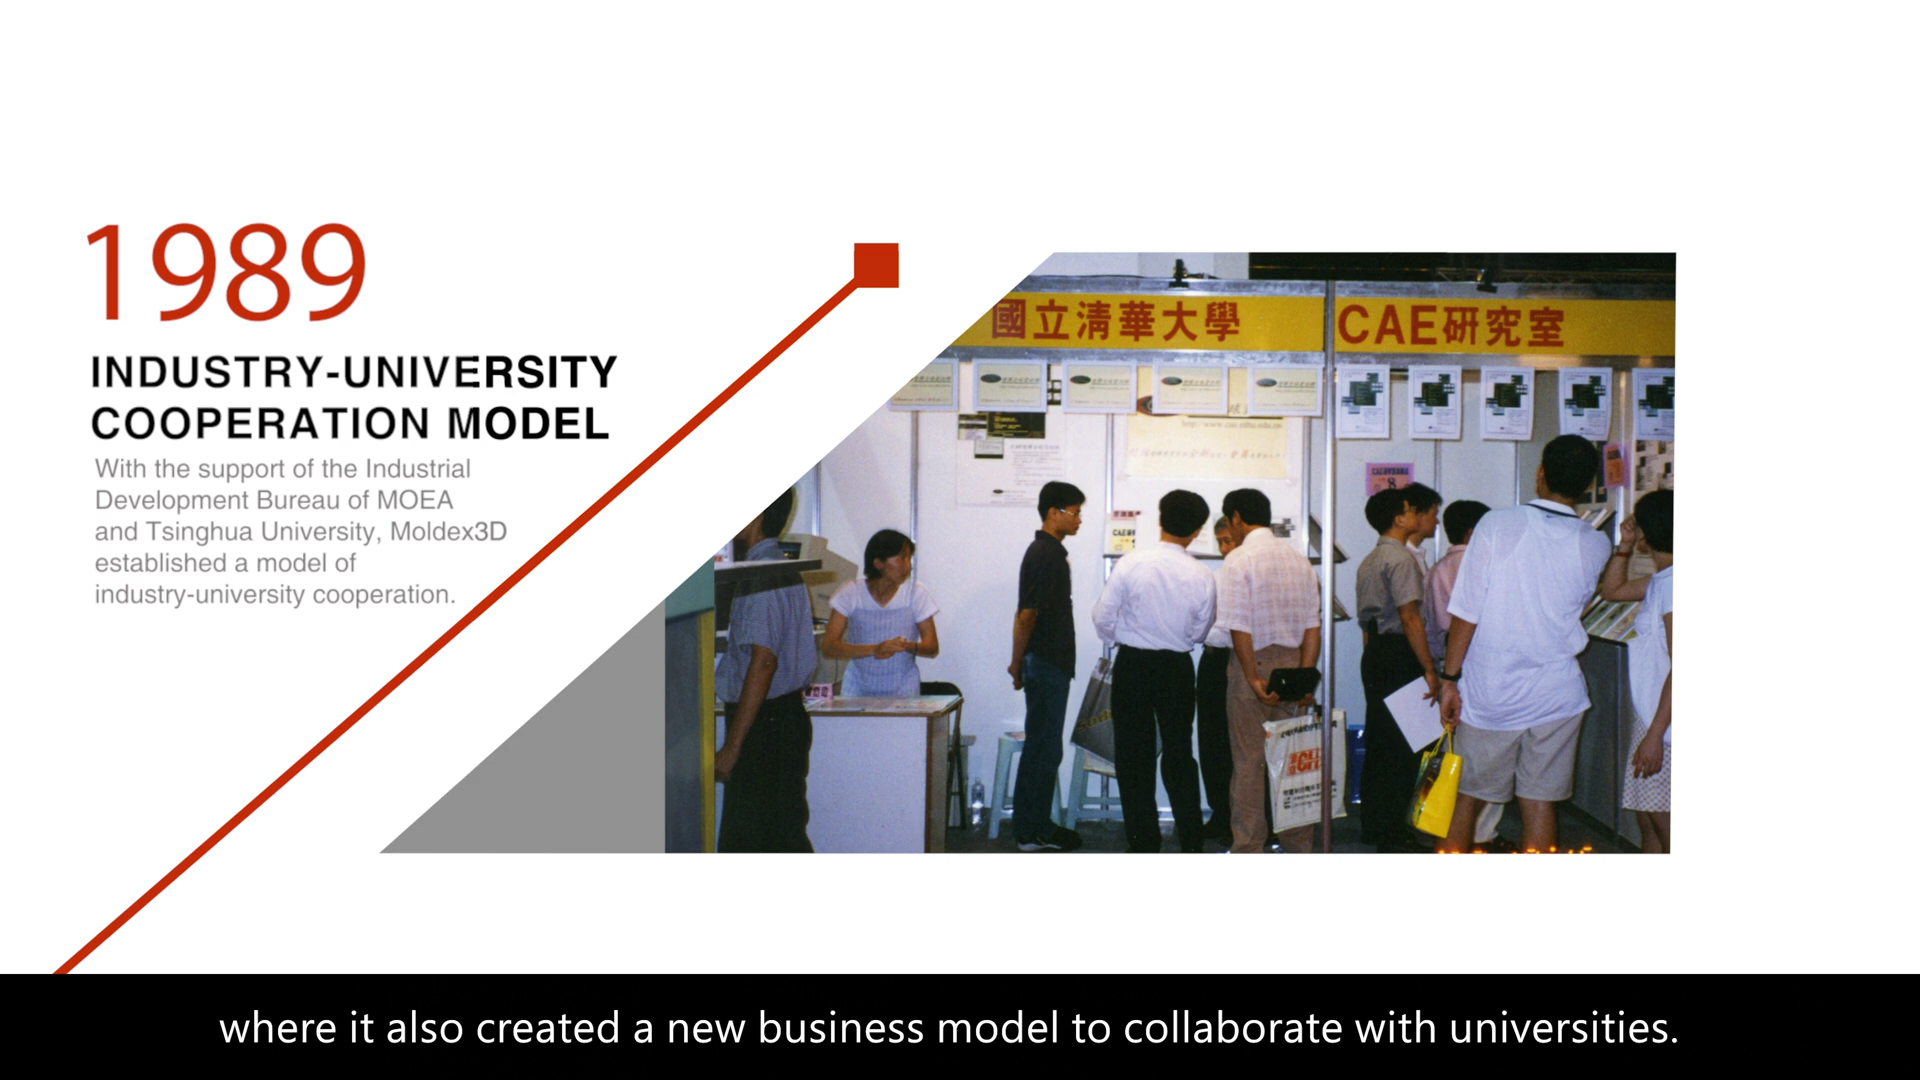 1989
INDUSTRY-UNIVERSITY
COOPERATION MODEL
With the support of the Industrial
Development Bureau of MOEA
and Tsinghua University, Moldex3D
established a model of
industry-university cooperation.
國立清華大學
CAE研究室
where it also created a new business model to collaborate with universities.